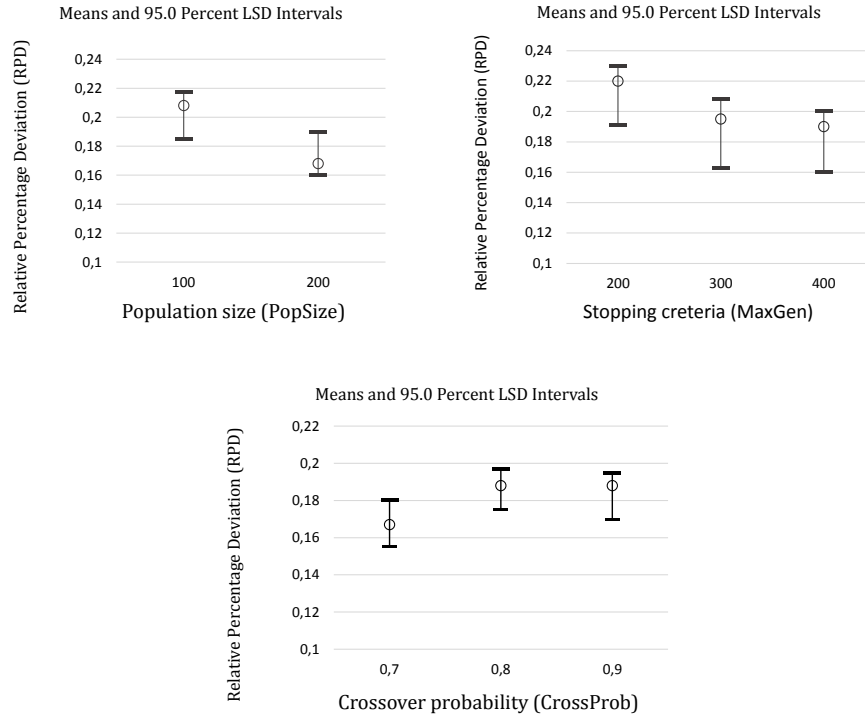 Means and 95.0 Percent LSD Intervals
Relative Percentage Deviation (RPD)
0,24
0,22
0,2
0,18
0,16
0,14
0,12
0,1
100 200
Population size (PopSize)
Means and 95.0 Percent LSD Intervals
Relative Percentage Deviation (RPD)
0,24
0,22
0,2
0,18
0,16
0,14
0,12
0,1
200 300 400
Stopping creteria (MaxGen)
Means and 95.0 Percent LSD Intervals
Relative Percentage Deviation (RPD)
0,22
0,2
0,18
0,16
0,14
0,12
0,1
0,7 0,8 0,9
Crossover probability (CrossProb)